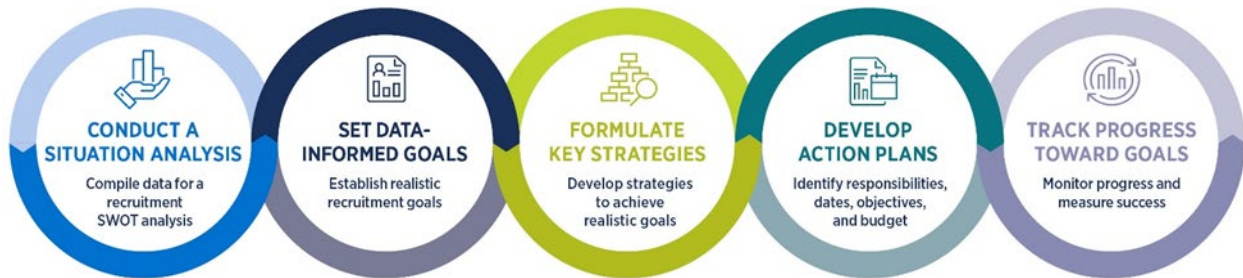 CONDUCT A
SITUATION ANALYSIS
Compile data for a
recruitment
SWOT analysis
SET DATA-
INFORMED GOALS
Establish realistic
recruitment goals
FORMULATE
KEY STRATEGIES
Develop strategies
to achieve
realistic goals
DEVELOP
ACTION PLANS
Identify responsibilities,
dates, objectives,
and budget
TRACK PROGRESS
TOWARD GOALS
Monitor progress and
measure success